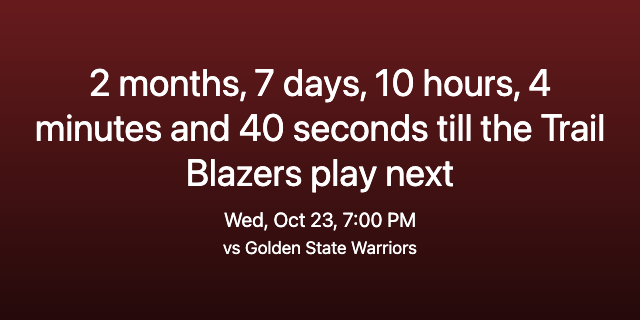 2 months, 7 days, 10 hours, 4
minutes and 40 seconds till the Trail
Blazers play next
Wed, Oct 23, 7:00 PM
vs Golden State Warriors